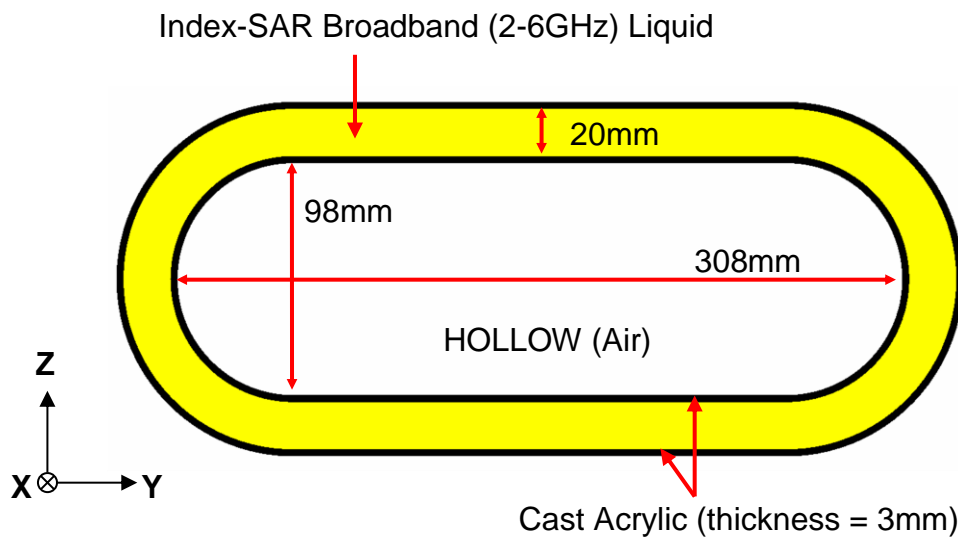 Index-SAR Broadband (2-6GHz) Liquid
20mm
98mm
308mm
HOLLOW (Air)
Z
X
Y
Cast Acrylic (thickness = 3mm)